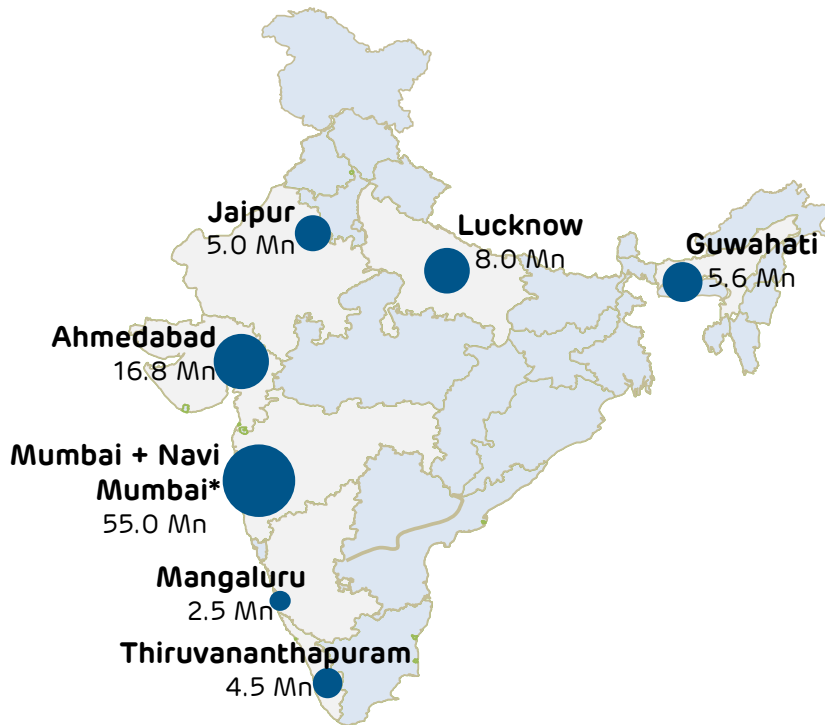 Jaipur
5.0 Mn
Lucknow
8.0 Mn
Guwahati
5.6 Mn
Ahmedabad
16.8 Mn
Mumbai + Navi
Mumbai*
55.0 Mn
Mangaluru
2.5 Mn
Thiruvananthapuram
4.5 Mn